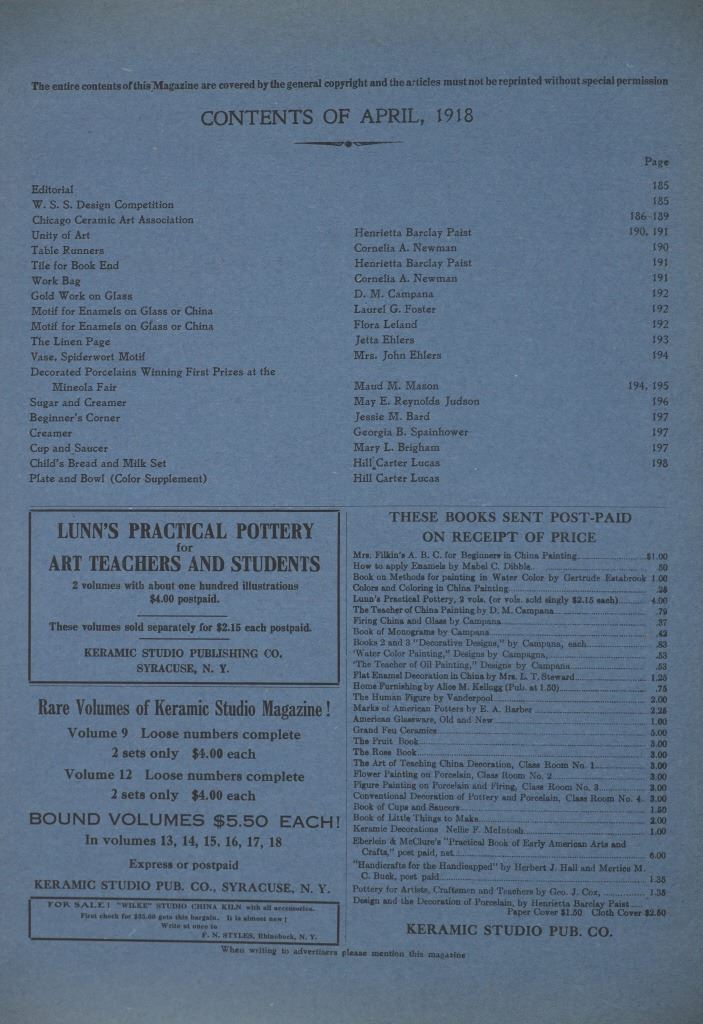 The entire contents of this Magazine are covered by the general copyright and the articles must not be reprinted without special permission
CONTENTS OF APRIL, 1918
Page
Editorial 185
W. S. S. Design Competition 185
Chicago Ceramic Art Association 186-189
Unity of Art Henrietta Barclay Paist 190, 191
Table Runners Cornelia A. Newman 190
Tile for Book End Henrietta Barclay Paist 191
Work Bag Cornelia A. Newman 191
Gold Work on Glass D. M. Campana 192
Motif for Enamels on Glass or China Laurel G. Foster 192
Motif for Enamels on Glass or China Flora Leland 192
The Linen Page Jetta Ehlers 193
Vase, Spiderwort Motif Mrs. John Ehlers 194
Decorated Porcelains Winning First Prizes at the
Mineola Fair Maud M. Mason 194, 195
Sugar and Creamer May E. Reynolds Judson 196
Beginner's Corner Jessie M. Bard 197
Creamer Georgia B. Spainhower 197
Cup and Saucer Mary L. Brigham 197
Child's Bread and Milk Set Hill Carter Lucas 198
Plate and Bowl (Color Supplement) Hill Carter Lucas
LUNN'S PRACTICAL POTTERY
for
ART TEACHERS AND STUDENTS
2 volumes with about one hundred illustrations
$4.00 postpaid.
These volumes sold separately for $2.15 each postpaid.
KERAMIC STUDIO PUBLISHING CO.
SYRACUSE, N. Y.
Rare Volumes of Keramic Studio Magazine!
Volume 9 Loose numbers complete
2 sets only $4.00 each
Volume 12 Loose numbers complete
2 sets only $4.00 each
BOUND VOLUMES $5.50 EACH!
In volumes 13, 14, 15, 16, 17, 18
Express or postpaid
KERAMIC STUDIO PUB. CO., SYRACUSE, N. Y.
FOR SALE! "WILKE" STUDIO CHINA KILN with all accessories.
First check for $35.00 gets this bargain. It is almost new!
Write at once to
F. N. STYLES, Rhinebeck, N. Y.
THESE BOOKS SENT POST-PAID
ON RECEIPT OF PRICE
Mrs. Filkin's A. B. C. for Beginners in China Painting $1.00
How to apply Enamels by Mabel C. Dibble 50
Book on Methods for painting in Water Color by Gertrude Estabrook 1.00
Colors and Coloring in China Painting
Lunn's Practical Pottery, 2 vols. (or vols. sold singly $2.15 each) 4.00
The Teacher of China Painting by D. M. Campana .79
Firing China and Glass by Campana .37
Book of Monograms by Campana .43
Books 2 and 3 "Decorative Designs," by Campana, each
"Water Color Painting," Designs by Campagna, .53
"The Teacher of Oil Painting," Designs by Campana .53
Flat Enamel Decoration in China by Mrs. L. T. Steward 1.25
Home Furnishing by Alice M. Kellogg (Pub. at 1.50) .75
The Human Figure by Vanderpool 2.00
Marks of American Potters by E. A. Barber 2.25
American Glassware, Old and New 1.00
Grand Feu Ceramics 5.00
The Fruit Book 3.00
The Rose Book 3.00
The Art of Teaching China Decoration, Class Room No. 1 3.00
Flower Painting on Porcelain, Class Room No. 2 3.00
Figure Painting on Porcelain and Firing, Class Room No. 3 3.00
Conventional Decoration of Pottery and Porcelain, Class Room No. 4 3.00
Book of Cups and Saucers 1.50
Book of Little Things to Make 2.00
Keramic Decorations Nellie F. McIntosh 1.00
Eberlein & McClure's "Practical Book of Early American Arts and
Crafts," post paid, net 6.00
"Handicrafts for the Handicapped" by Herbert J. Hall and Mertice M.
C. Buck, post paid 1.35
Pottery for Artists, Craftsmen and Teachers by Geo. J. Cox, 1.35
Design and the Decoration of Porcelain, by Henrietta Barclay Paist
Paper Cover $1.50 Cloth Cover $2.50
KERAMIC STUDIO PUB. CO.
When writing to advertisers please mention this magazine